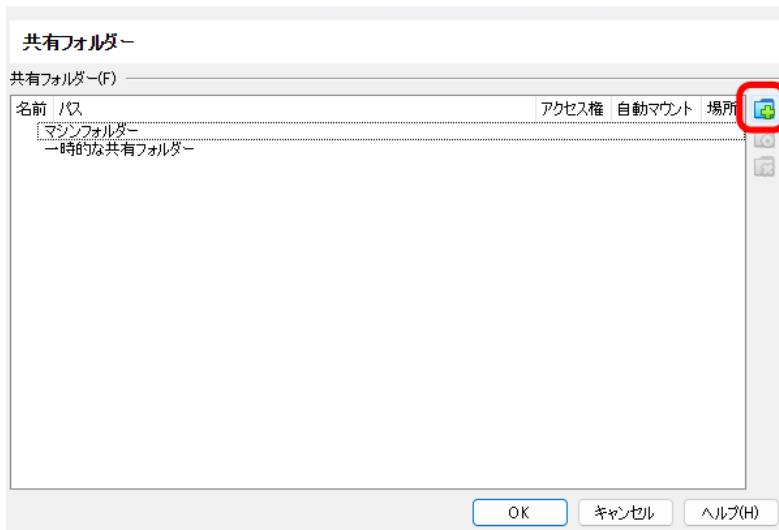 共有フォルダー
共有フォルダー(F)
名前 パス アクセス権 自動マウント 場所
マシンフォルダー
一時的な共有フォルダー
OK キャンセル ヘルプ(H)